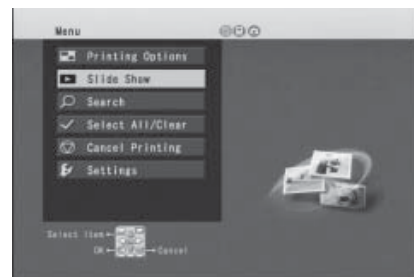 Menu
Printing Options
Slide Show
Search
Select All/Clear
Cancel Printing
Settings
Select Item
OK
Cancel